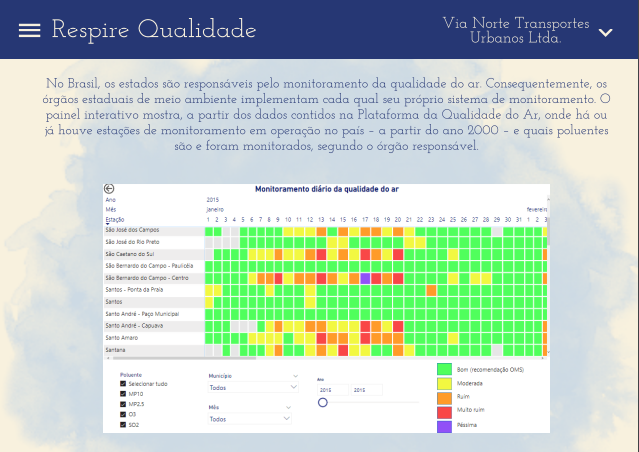 Respire Qualidade
Via Norte Transportes
Urbanos Ltda.
No Brasil, os estados são responsáveis pelo monitoramento da qualidade do ar. Consequentemente, os
órgãos estaduais de meio ambiente implementam cada qual seu próprio sistema de monitoramento. O
painel interativo mostra, a partir dos dados contidos na Plataforma da Qualidade do Ar, onde há ou
já houve estações de monitoramento em operação no país – a partir do ano 2000 – e quais poluentes
são e foram monitorados, segundo o órgão responsável.
Monitoramento diário da qualidade do ar
Ano 2015
Mês janeiro fevereiro
Estação 1 2 3 4 5 6 7 8 9 10 11 12 13 14 15 16 17 18 19 20 21 22 23 24 25 26 27 28 29 30 31 1 2 3
São José dos Campos
São José do Rio Preto
São Caetano do Sul
São Bernardo do Campo - Paulicéia
São Bernardo do Campo - Centro
Santos - Ponta da Praia
Santos
Santo André - Paço Municipal
Santo André - Capuava
Santo Amaro
Santana
Poluente
Selecionar tudo
MP10
MP2.5
O3
SO2
Município
Todos
Mês
Todos
Ano
2015 2015
Bom (recomendação OMS)
Moderada
Ruim
Muito ruim
Péssima